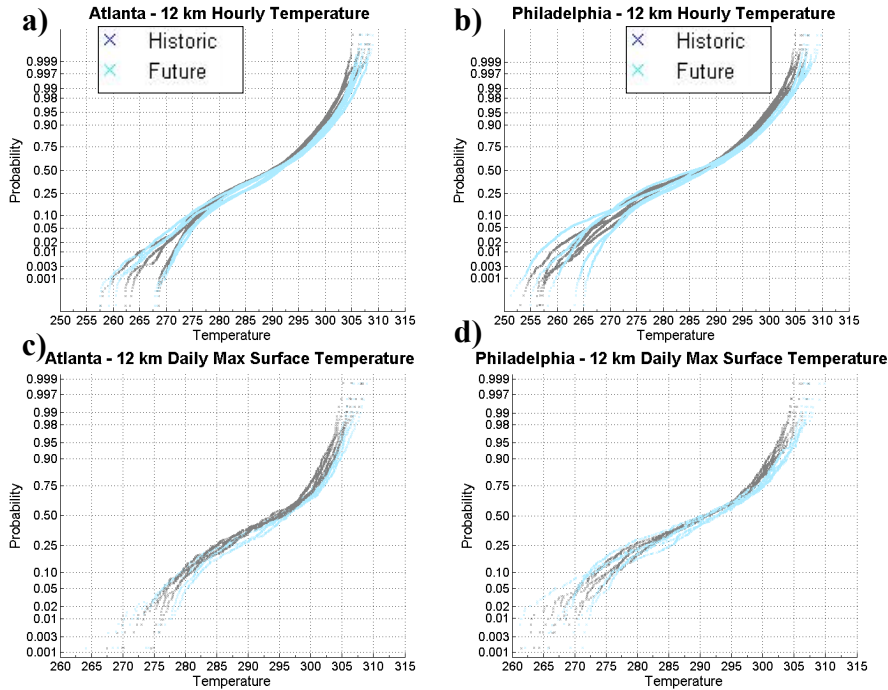 a)
Atlanta - 12 km Hourly Temperature
Historic
Future
0.999
0.997
0.99
0.98
0.95
0.90
0.75
0.50
0.25
0.10
0.05
0.02
0.01
0.003
0.001
Probability
250 255 260 265 270 275 280 285 290 295 300 305 310 315
Temperature
b)
Philadelphia - 12 km Hourly Temperature
Historic
Future
0.999
0.997
0.99
0.98
0.95
0.90
0.75
0.50
0.25
0.10
0.05
0.02
0.01
0.003
0.001
Probability
250 255 260 265 270 275 280 285 290 295 300 305 310 315
Temperature
c)
Atlanta - 12 km Daily Max Surface Temperature
0.999
0.997
0.99
0.98
0.95
0.90
0.75
0.50
0.25
0.10
0.05
0.02
0.01
0.003
0.001
Probability
260 265 270 275 280 285 290 295 300 305 310 315
Temperature
d)
Philadelphia - 12 km Daily Max Surface Temperature
0.999
0.997
0.99
0.98
0.95
0.90
0.75
0.50
0.25
0.10
0.05
0.02
0.01
0.003
0.001
Probability
260 265 270 275 280 285 290 295 300 305 310 315
Temperature